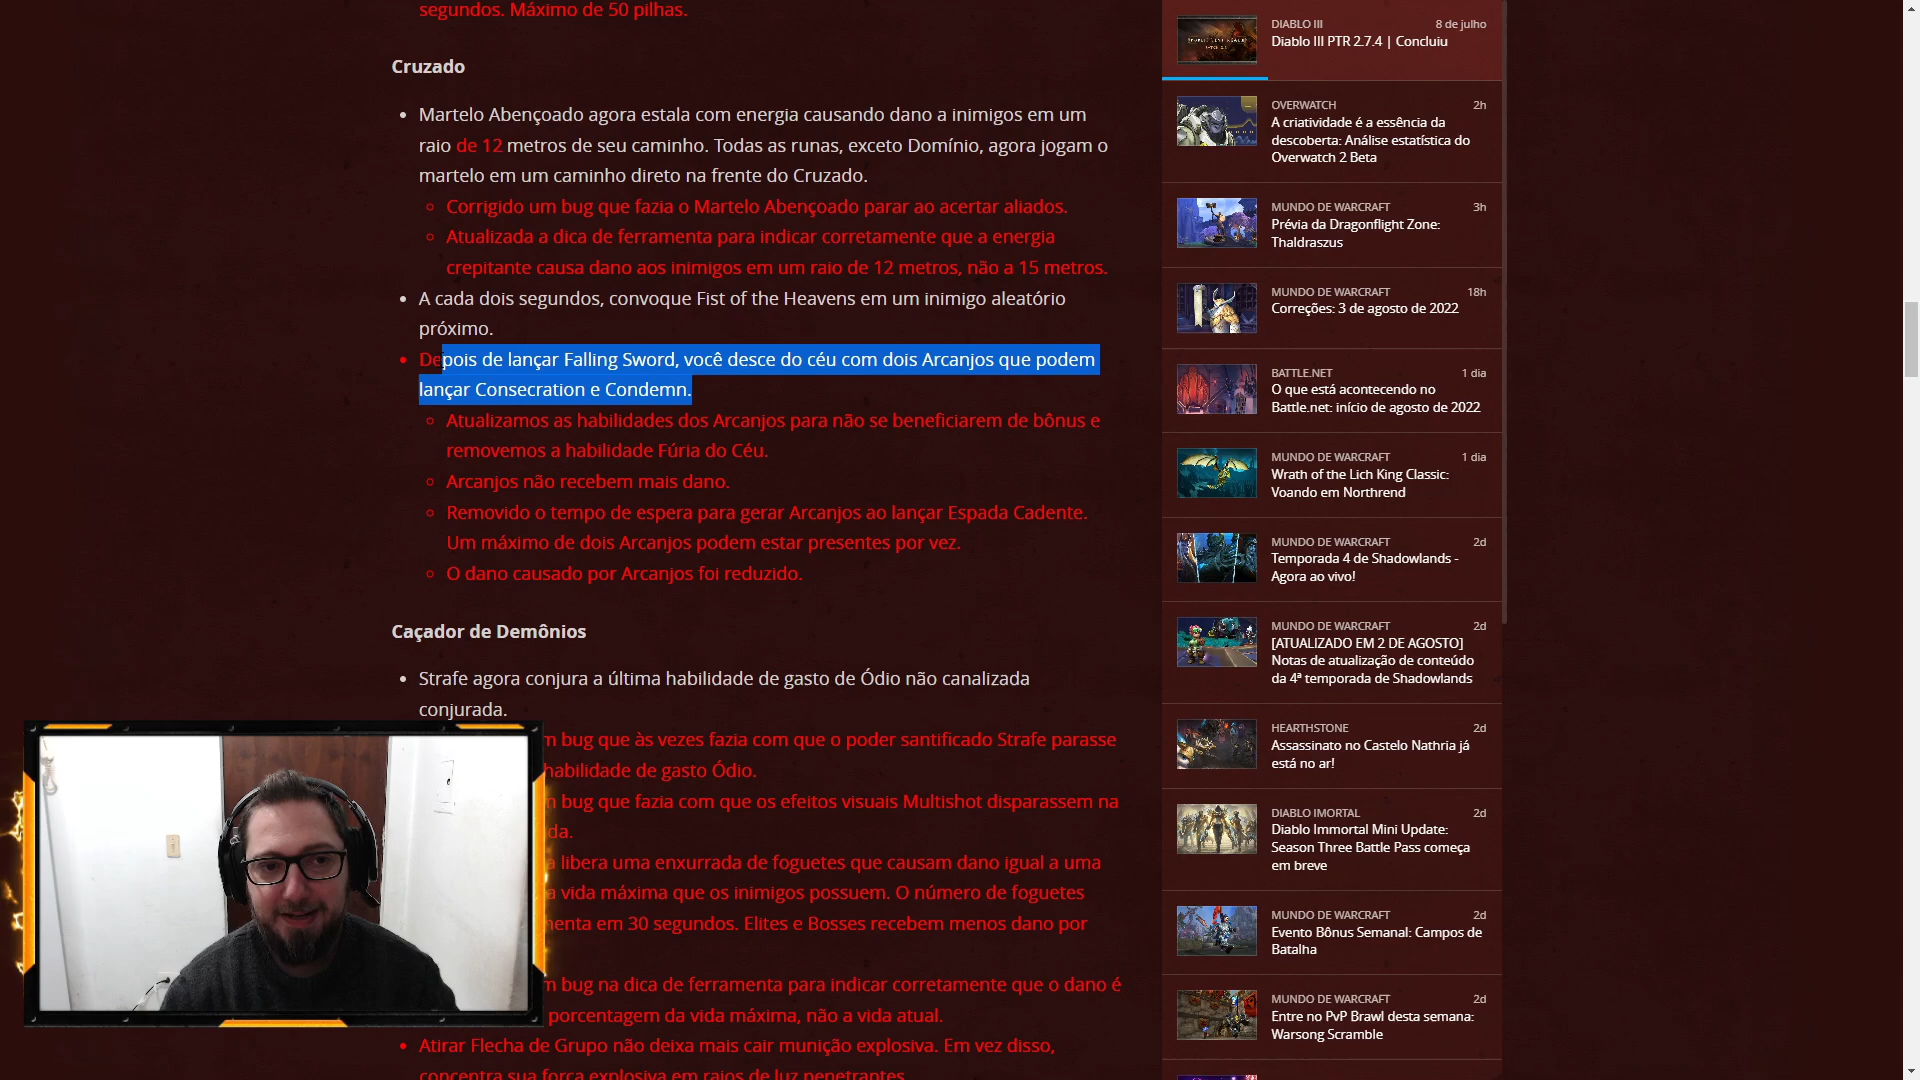 segundos. Máximo de 50 pilhas.
Cruzado
Martelo Abençoado agora estala com energia causando dano a inimigos em um
raio de 12 metros de seu caminho. Todas as runas, exceto Domínio, agora jogam o
martelo em um caminho direto na frente do Cruzado.
Corrigido um bug que fazia o Martelo Abençoado parar ao acertar aliados.
Atualizada a dica de ferramenta para indicar corretamente que a energia
crepitante causa dano aos inimigos em um raio de 12 metros, não a 15 metros.
A cada dois segundos, convoque Fist of the Heavens em um inimigo aleatório
próximo.
Depois de lançar Falling Sword, você desce do céu com dois Arcanjos que podem
lançar Consecration e Condemn.
Atualizamos as habilidades dos Arcanjos para não se beneficiarem de bônus e
removemos a habilidade Fúria do Céu.
Arcanjos não recebem mais dano.
Removido o tempo de espera para gerar Arcanjos ao lançar Espada Cadente.
Um máximo de dois Arcanjos podem estar presentes por vez.
O dano causado por Arcanjos foi reduzido.
Caçador de Demônios
Strafe agora conjura a última habilidade de gasto de Ódio não canalizada
conjurada.
m bug que às vezes fazia com que o poder santificado Strafe parasse
habilidade de gasto Ódio.
m bug que fazia com que os efeitos visuais Multishot disparassem na
da.
a libera uma enxurrada de foguetes que causam dano igual a uma
a vida máxima que os inimigos possuem. O número de foguetes
menta em 30 segundos. Elites e Bosses recebem menos dano por
m bug na dica de ferramenta para indicar corretamente que o dano é
porcentagem da vida máxima, não a vida atual.
Atirar Flecha de Grupo não deixa mais cair munição explosiva. Em vez disso,
concentra sua força explosiva em raios de luz penetrantes.
DIABLO III
8 de julho
Diablo III PTR 2.7.4 | Concluiu
OVERWATCH
2h
A criatividade é a essência da
descoberta: Análise estatística do
Overwatch 2 Beta
MUNDO DE WARCRAFT
3h
Prévia da Dragonflight Zone:
Thaldraszus
MUNDO DE WARCRAFT
18h
Correções: 3 de agosto de 2022
BATTLE.NET
1 dia
O que está acontecendo no
Battle.net: início de agosto de 2022
MUNDO DE WARCRAFT
1 dia
Wrath of the Lich King Classic:
Voando em Northrend
MUNDO DE WARCRAFT
2d
Temporada 4 de Shadowlands -
Agora ao vivo!
MUNDO DE WARCRAFT
2d
[ATUALIZADO EM 2 DE AGOSTO]
Notas de atualização de conteúdo
da 4ª temporada de Shadowlands
HEARTHSTONE
2d
Assassinato no Castelo Nathria já
está no ar!
DIABLO IMORTAL
2d
Diablo Immortal Mini Update:
Season Three Battle Pass começa
em breve
MUNDO DE WARCRAFT
2d
Evento Bônus Semanal: Campos de
Batalha
MUNDO DE WARCRAFT
2d
Entre no PvP Brawl desta semana:
Warsong Scramble